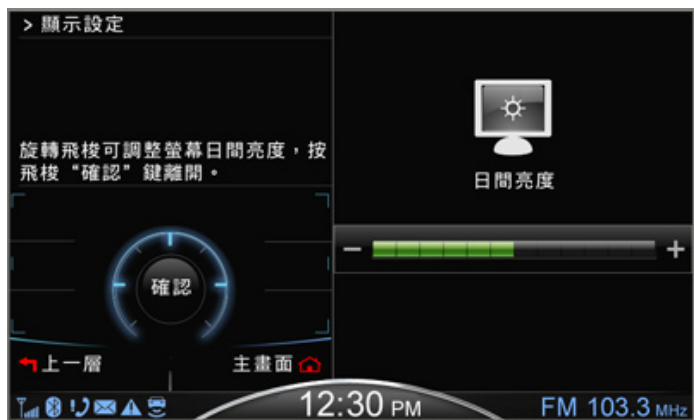 > 顯示設定
旋轉飛梭可調整螢幕日間亮度，按
飛梭“確認”鍵離開。
日間亮度
− +
確認
上一層 主畫面
12:30 PM FM 103.3 MHz